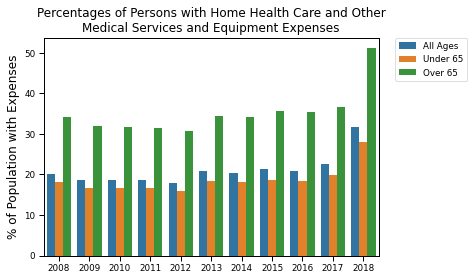 Percentages of Persons with Home Health Care and Other
Medical Services and Equipment Expenses
All Ages
Under 65
Over 65
% of Population with Expenses
50
40
30
20
10
0
2008 2009 2010 2011 2012 2013 2014 2015 2016 2017 2018